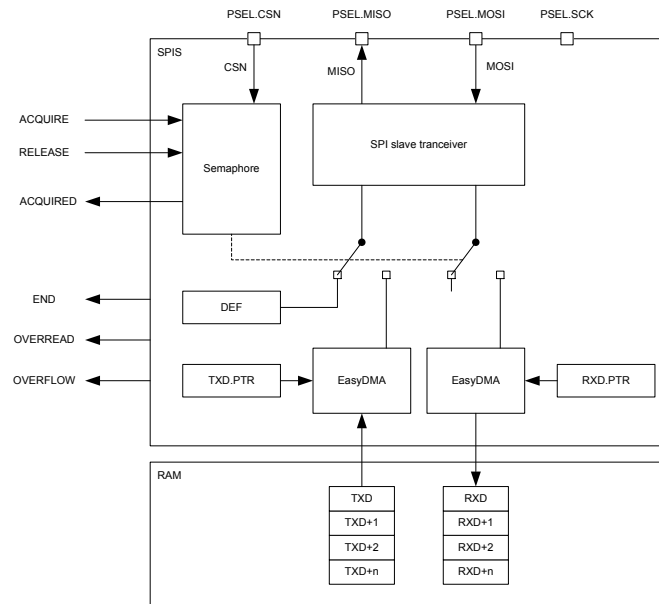 PSEL.CSN PSEL.MISO PSEL.MOSI PSEL.SCK
SPIS
CSN MISO MOSI
ACQUIRE
RELEASE
ACQUIRED
Semaphore
SPI slave tranceiver
END
OVERREAD
OVERFLOW
DEF
TXD.PTR EasyDMA EasyDMA RXD.PTR
RAM
TXD RXD
TXD+1 RXD+1
TXD+2 RXD+2
TXD+n RXD+n